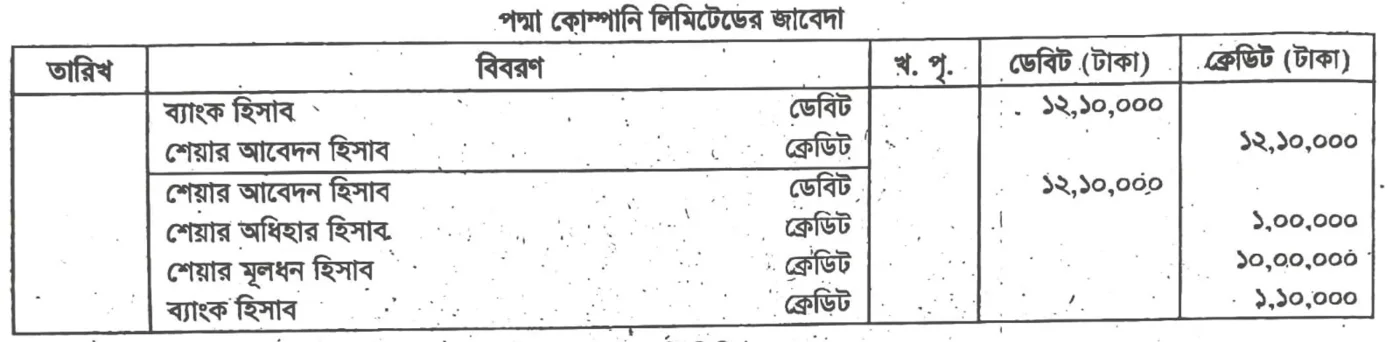 পদ্মা কোম্পানি লিমিটেডের জাবেদা
তারিখ বিবরণ খ. পৃ. ডেবিট (টাকা) ক্রেডিট (টাকা)
ব্যাংক হিসাব ডেবিট ১২,১০,০০০
শেয়ার আবেদন হিসাব ক্রেডিট ১২,১০,০০০
শেয়ার আবেদন হিসাব ডেবিট ১২,১০,০০০
শেয়ার অধিহার হিসাব ক্রেডিট ১,০০,০০০
শেয়ার মূলধন হিসাব ক্রেডিট ১০,০০,০০০
ব্যাংক হিসাব ক্রেডিট ১,১০,০০০